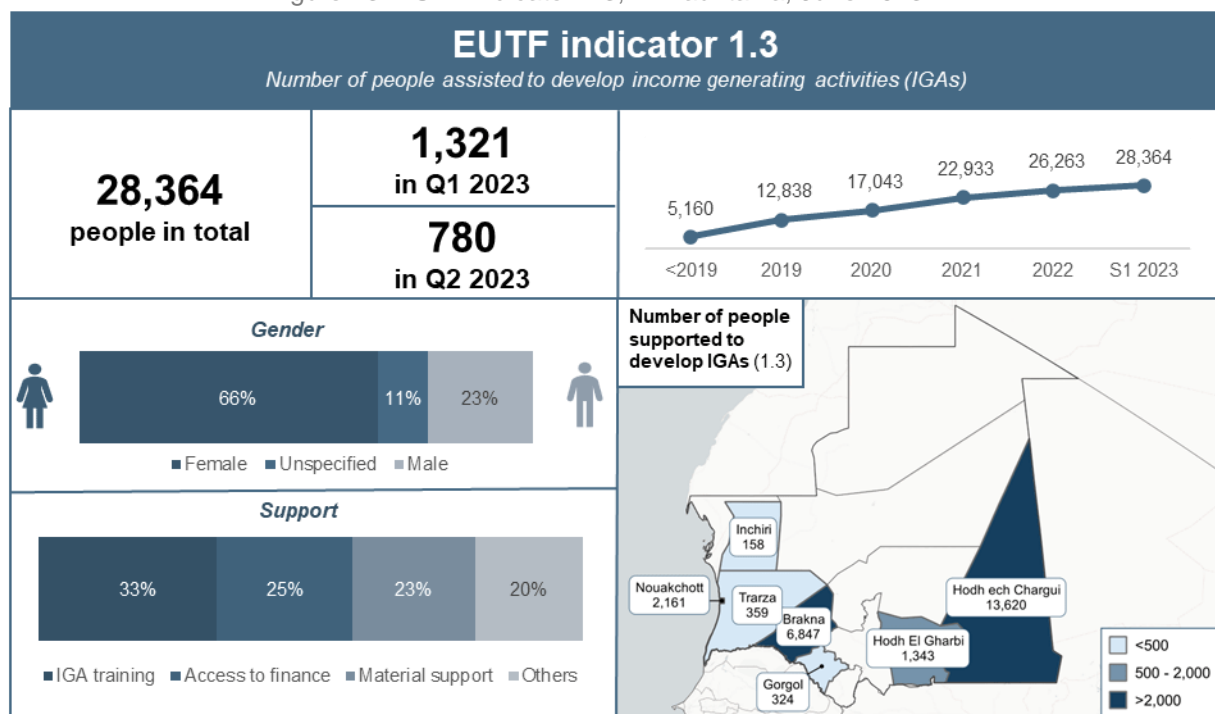 EUTF indicator 1.3
Number of people assisted to develop income generating activities (IGAs)
28,364
people in total
1,321
in Q1 2023
780
in Q2 2023
5,160
12,838
17,043
22,933
26,263
28,364
<2019
2019
2020
2021
2022
S1 2023
Gender
66%
11%
23%
Female
Unspecified
Male
Support
33%
25%
23%
20%
IGA training
Access to finance
Material support
Others
Number of people
supported to
develop IGAs (1.3)
Inchiri
158
Nouakchott
2,161
Trarza
359
Brakna
6,847
Gorgol
324
Hodh El Gharbi
1,343
Hodh ech Chargui
13,620
<500
500 - 2,000
>2,000